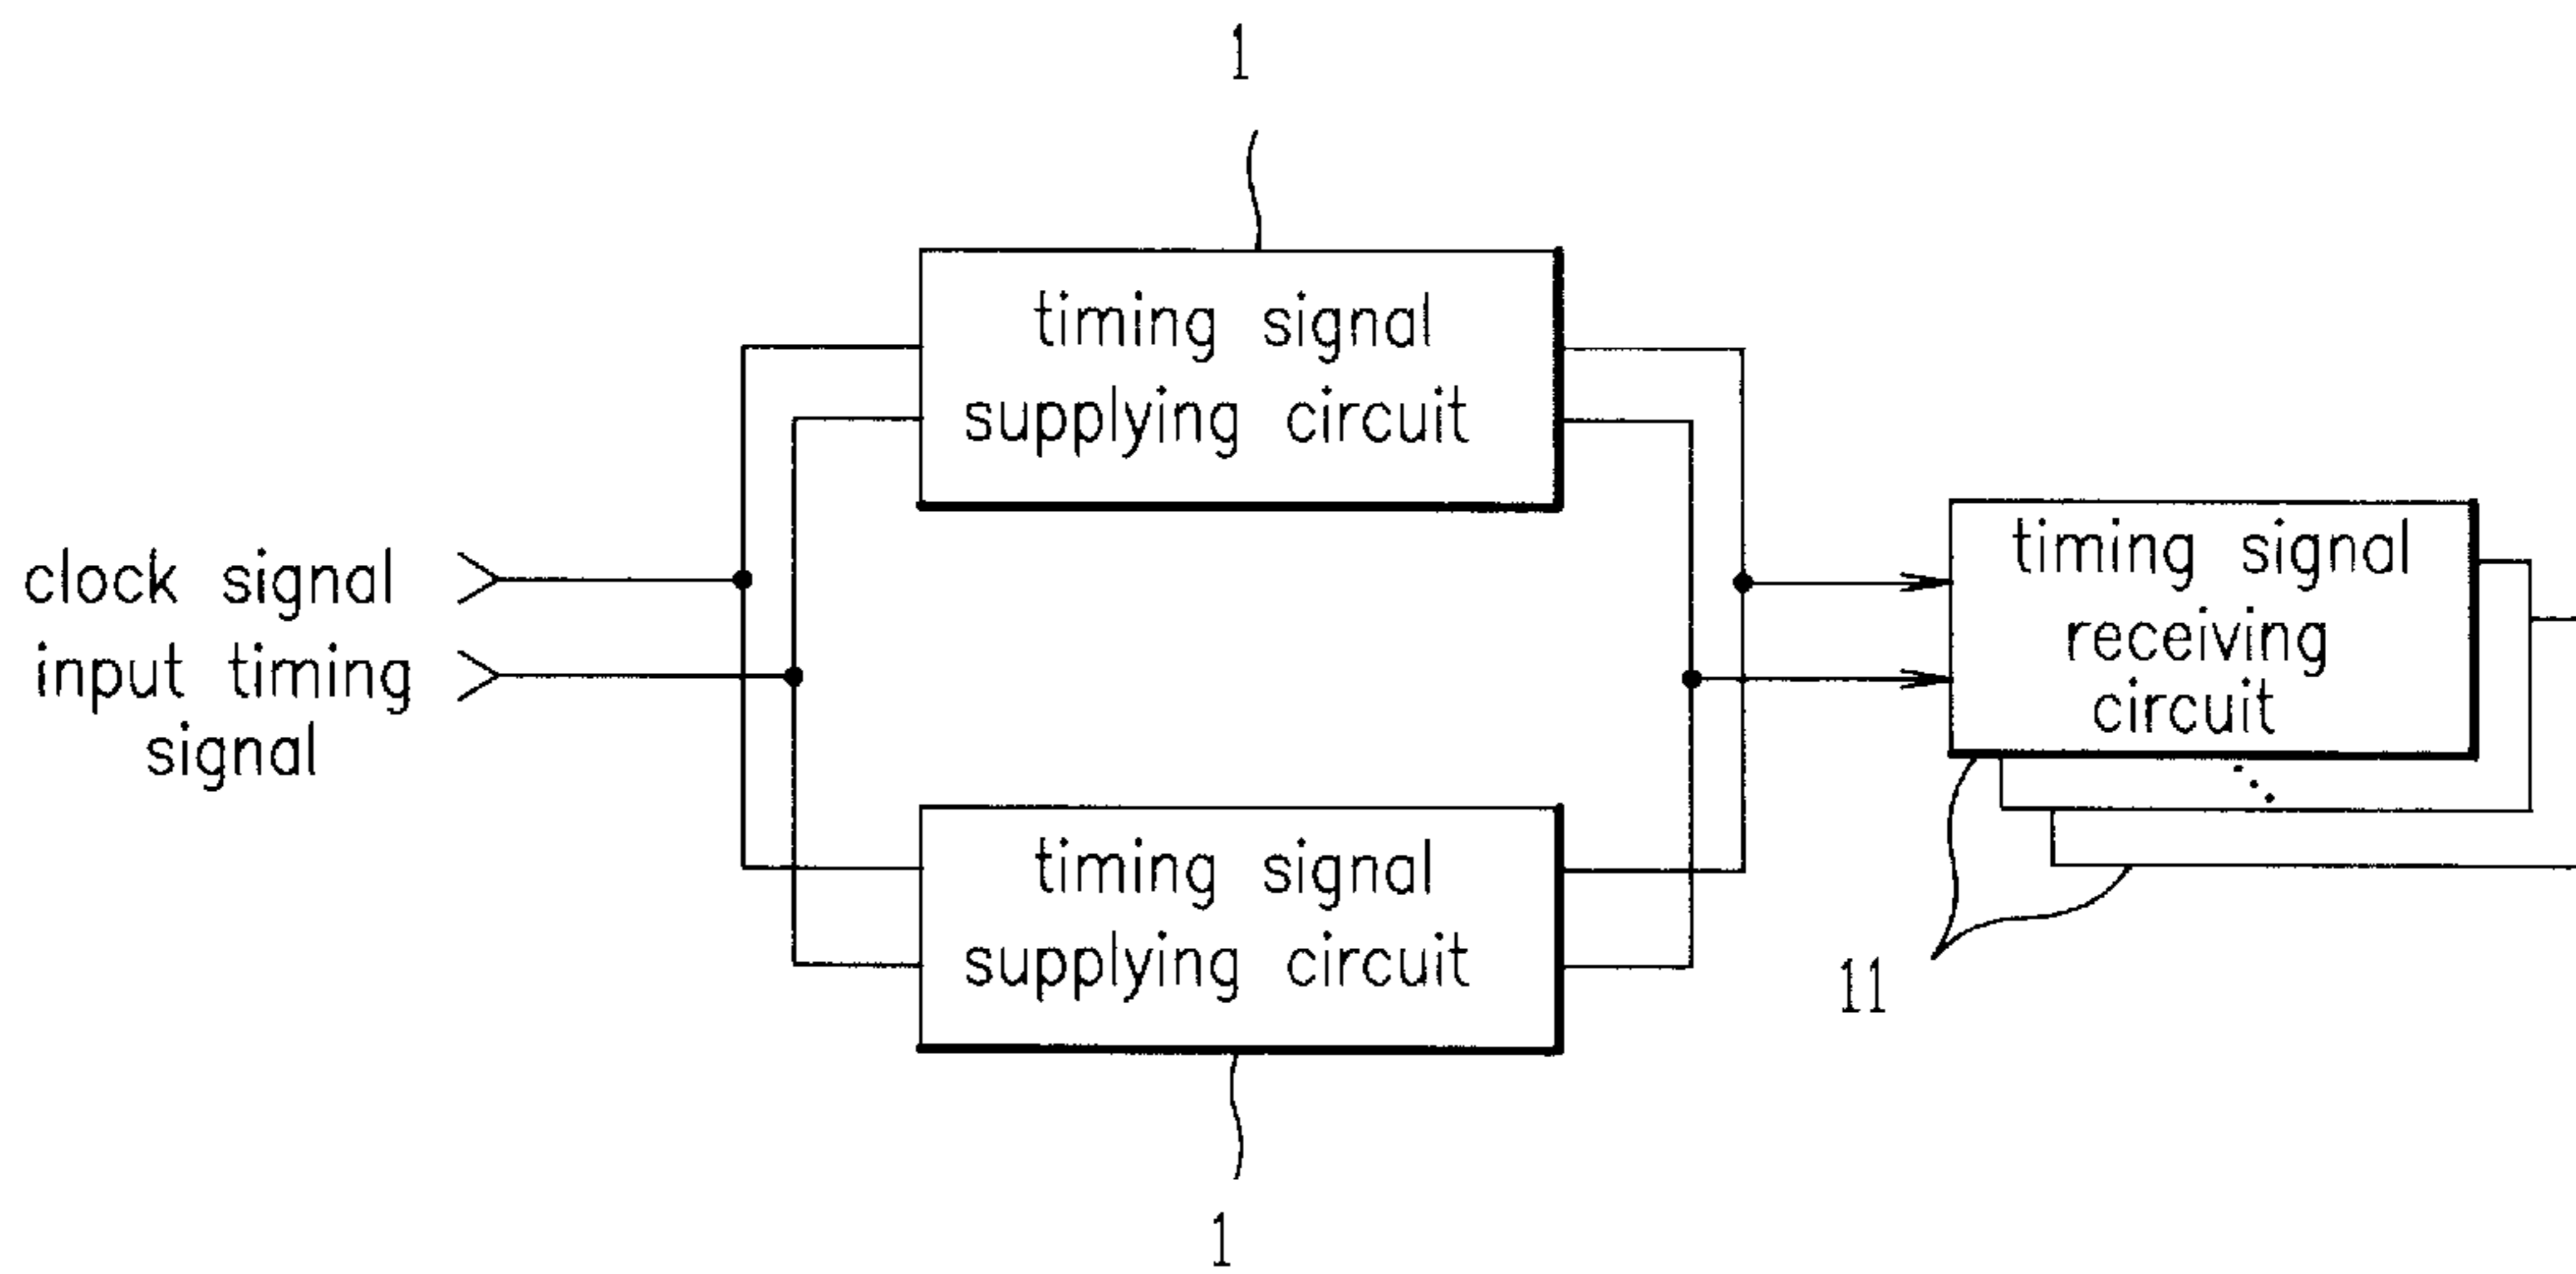 1
timing signal
supplying circuit
clock signal
input timing
signal
timing signal
receiving
circuit
timing signal
supplying circuit
11
1